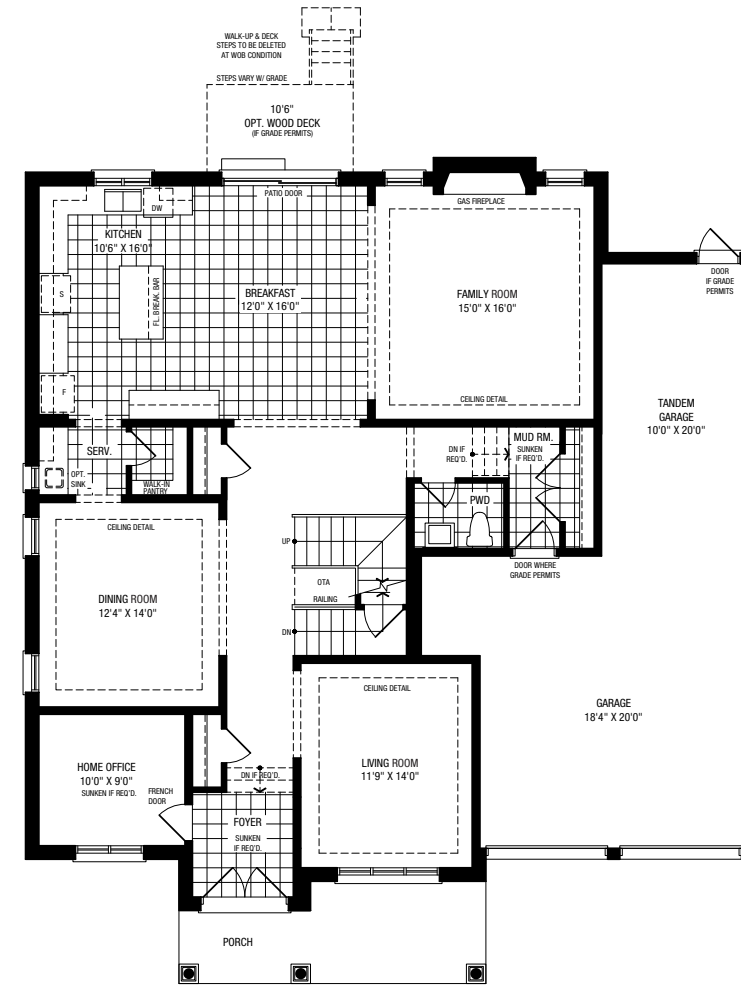 WALK-UP & DECK
STEPS TO BE DELETED
AT WOB CONDITION
STEPS VARY W/ GRADE
10'6"
OPT. WOOD DECK
(IF GRADE PERMITS)
PATIO DOOR
GAS FIREPLACE
DW
KITCHEN
10'6" X 16'0"
S
FL. BREAK. BAR
BREAKFAST
12'0" X 16'0"
FAMILY ROOM
15'0" X 16'0"
DOOR
IF GRADE
PERMITS
F
CEILING DETAIL
TANDEM
GARAGE
10'0" X 20'0"
SERV.
OPT.
SINK
WALK-IN
PANTRY
DN IF
REQ'D.
MUD RM.
SUNKEN
IF REQ'D.
PWD
CEILING DETAIL
UP
DOOR WHERE
GRADE PERMITS
DINING ROOM
12'4" X 14'0"
OTA
RAILING
DN
CEILING DETAIL
GARAGE
18'4" X 20'0"
HOME OFFICE
10'0" X 9'0"
SUNKEN IF REQ'D.
FRENCH
DOOR
DN IF REQ'D.
LIVING ROOM
11'9" X 14'0"
FOYER
SUNKEN
IF REQ'D.
PORCH